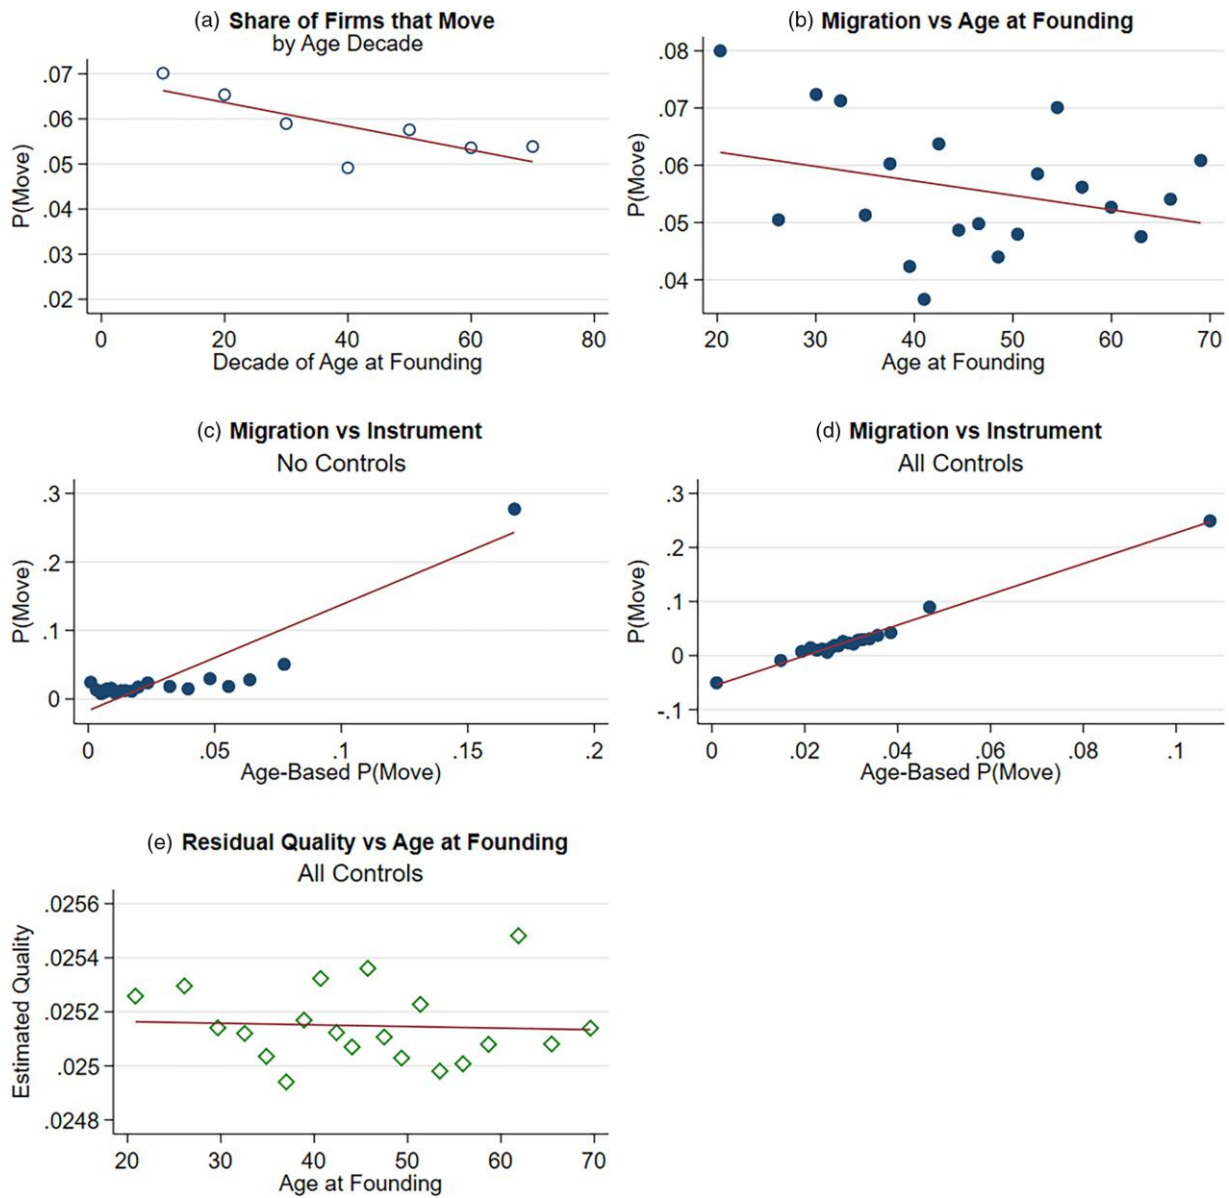 (a) Share of Firms that Move
by Age Decade
P(Move)
.07
.06
.05
.04
.03
.02
0 20 40 60 80
Decade of Age at Founding
(b) Migration vs Age at Founding
P(Move)
.08
.07
.06
.05
.04
20 30 40 50 60 70
Age at Founding
(c) Migration vs Instrument
No Controls
P(Move)
.3
.2
.1
0
0 .05 .1 .15 .2
Age-Based P(Move)
(d) Migration vs Instrument
All Controls
P(Move)
.3
.2
.1
0
-.1
0 .02 .04 .06 .08 .1
Age-Based P(Move)
(e) Residual Quality vs Age at Founding
All Controls
Estimated Quality
.0256
.0254
.0252
.025
.0248
20 30 40 50 60 70
Age at Founding